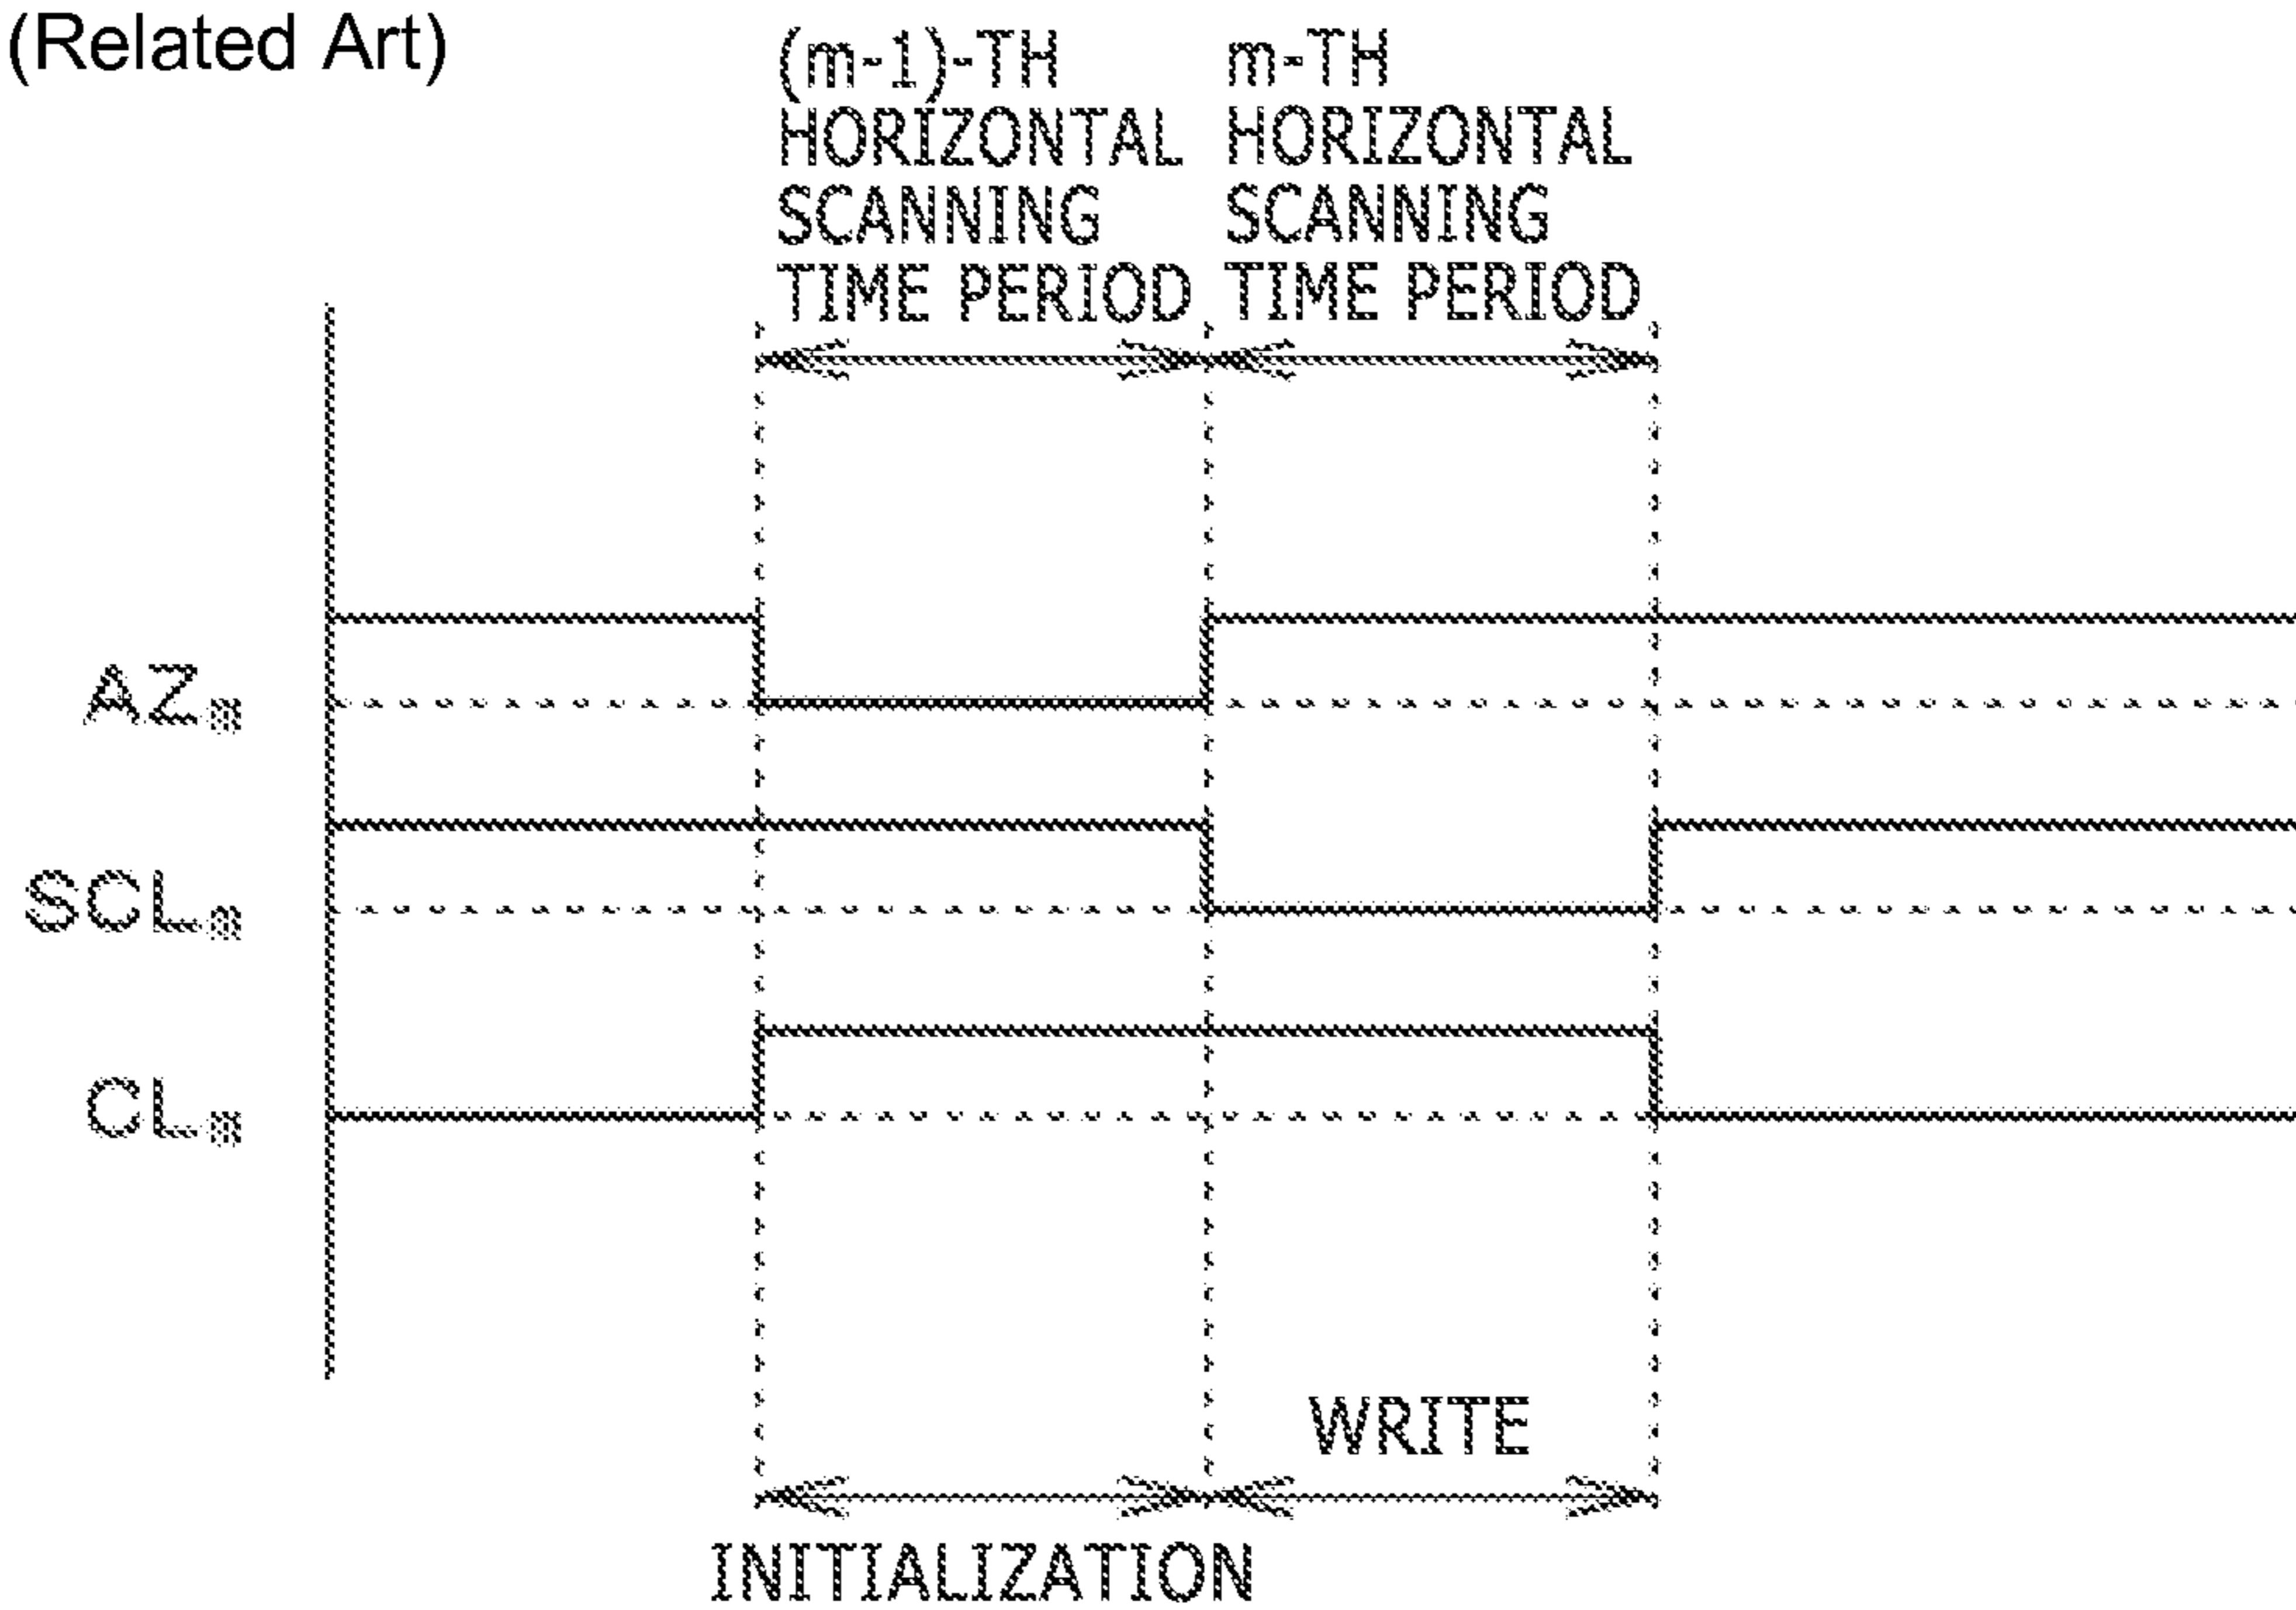 (Related Art)
(m-1)-TH
HORIZONTAL
SCANNING
TIME PERIOD
m-TH
HORIZONTAL
SCANNING
TIME PERIOD
AZm
SCLm
CLm
WRITE
INITIALIZATION